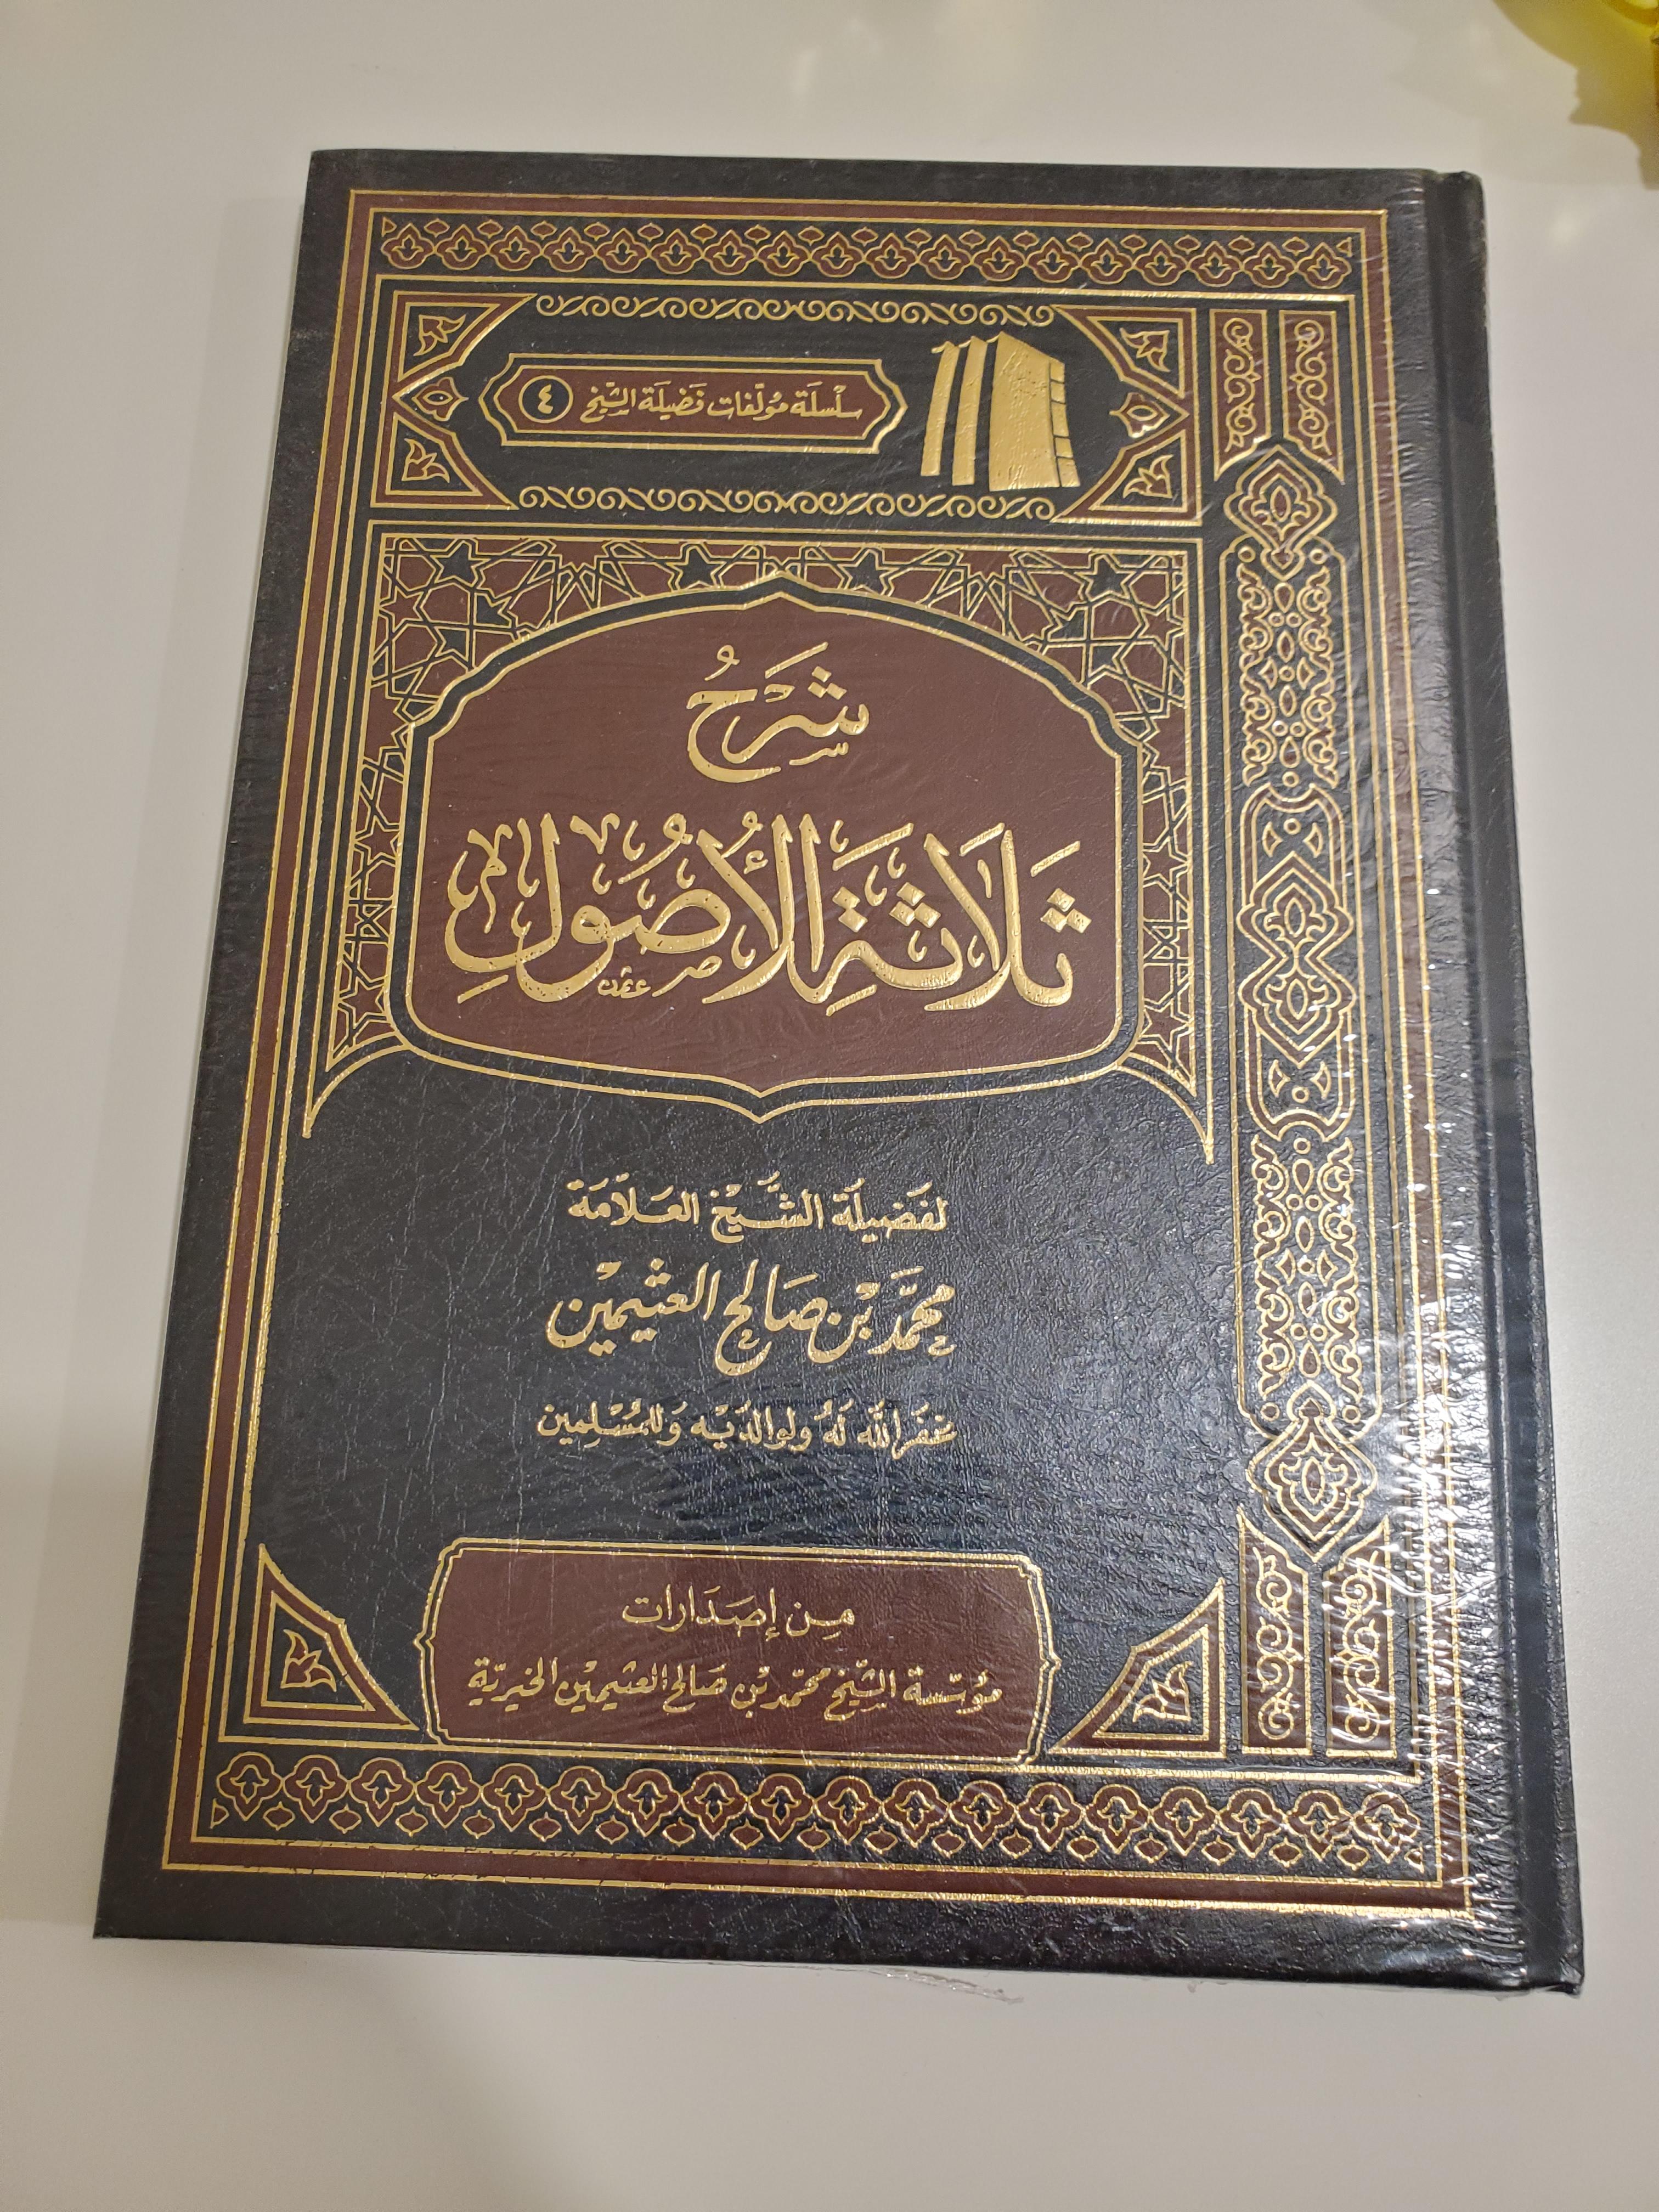 سلسلة مؤلفات فضيلة الشيخ ٤
شرح
ثلاثة الأصول
لفضيلة الشيخ العلامة
محمد بن صالح العثيمين
غفر الله له ولوالديه وللمسلمين
من إصدارات
مؤسسة الشيخ محمد بن صالح العثيمين الخيرية